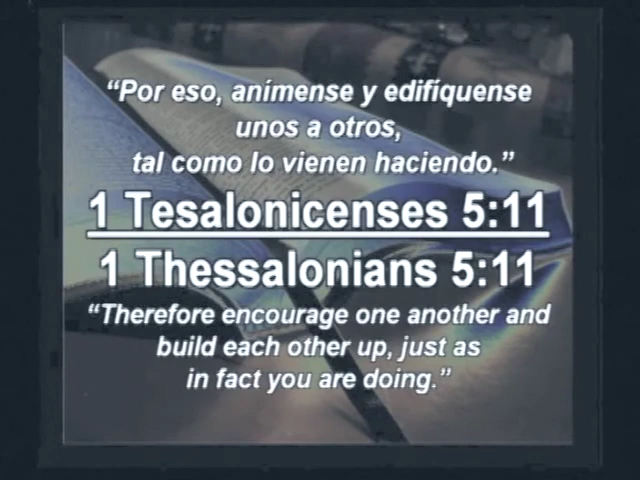 “Por eso, anímense y edifíquense
unos a otros,
tal como lo vienen haciendo.”
1 Tesalonicenses 5:11
1 Thessalonians 5:11
“Therefore encourage one another and
build each other up, just as
in fact you are doing.”